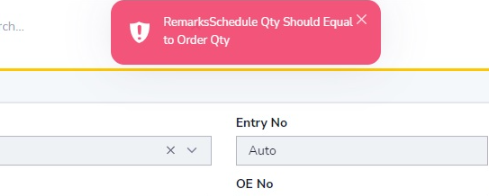 rch...
RemarksSchedule Qty Should Equal
to Order Qty
Entry No
Auto
OE No